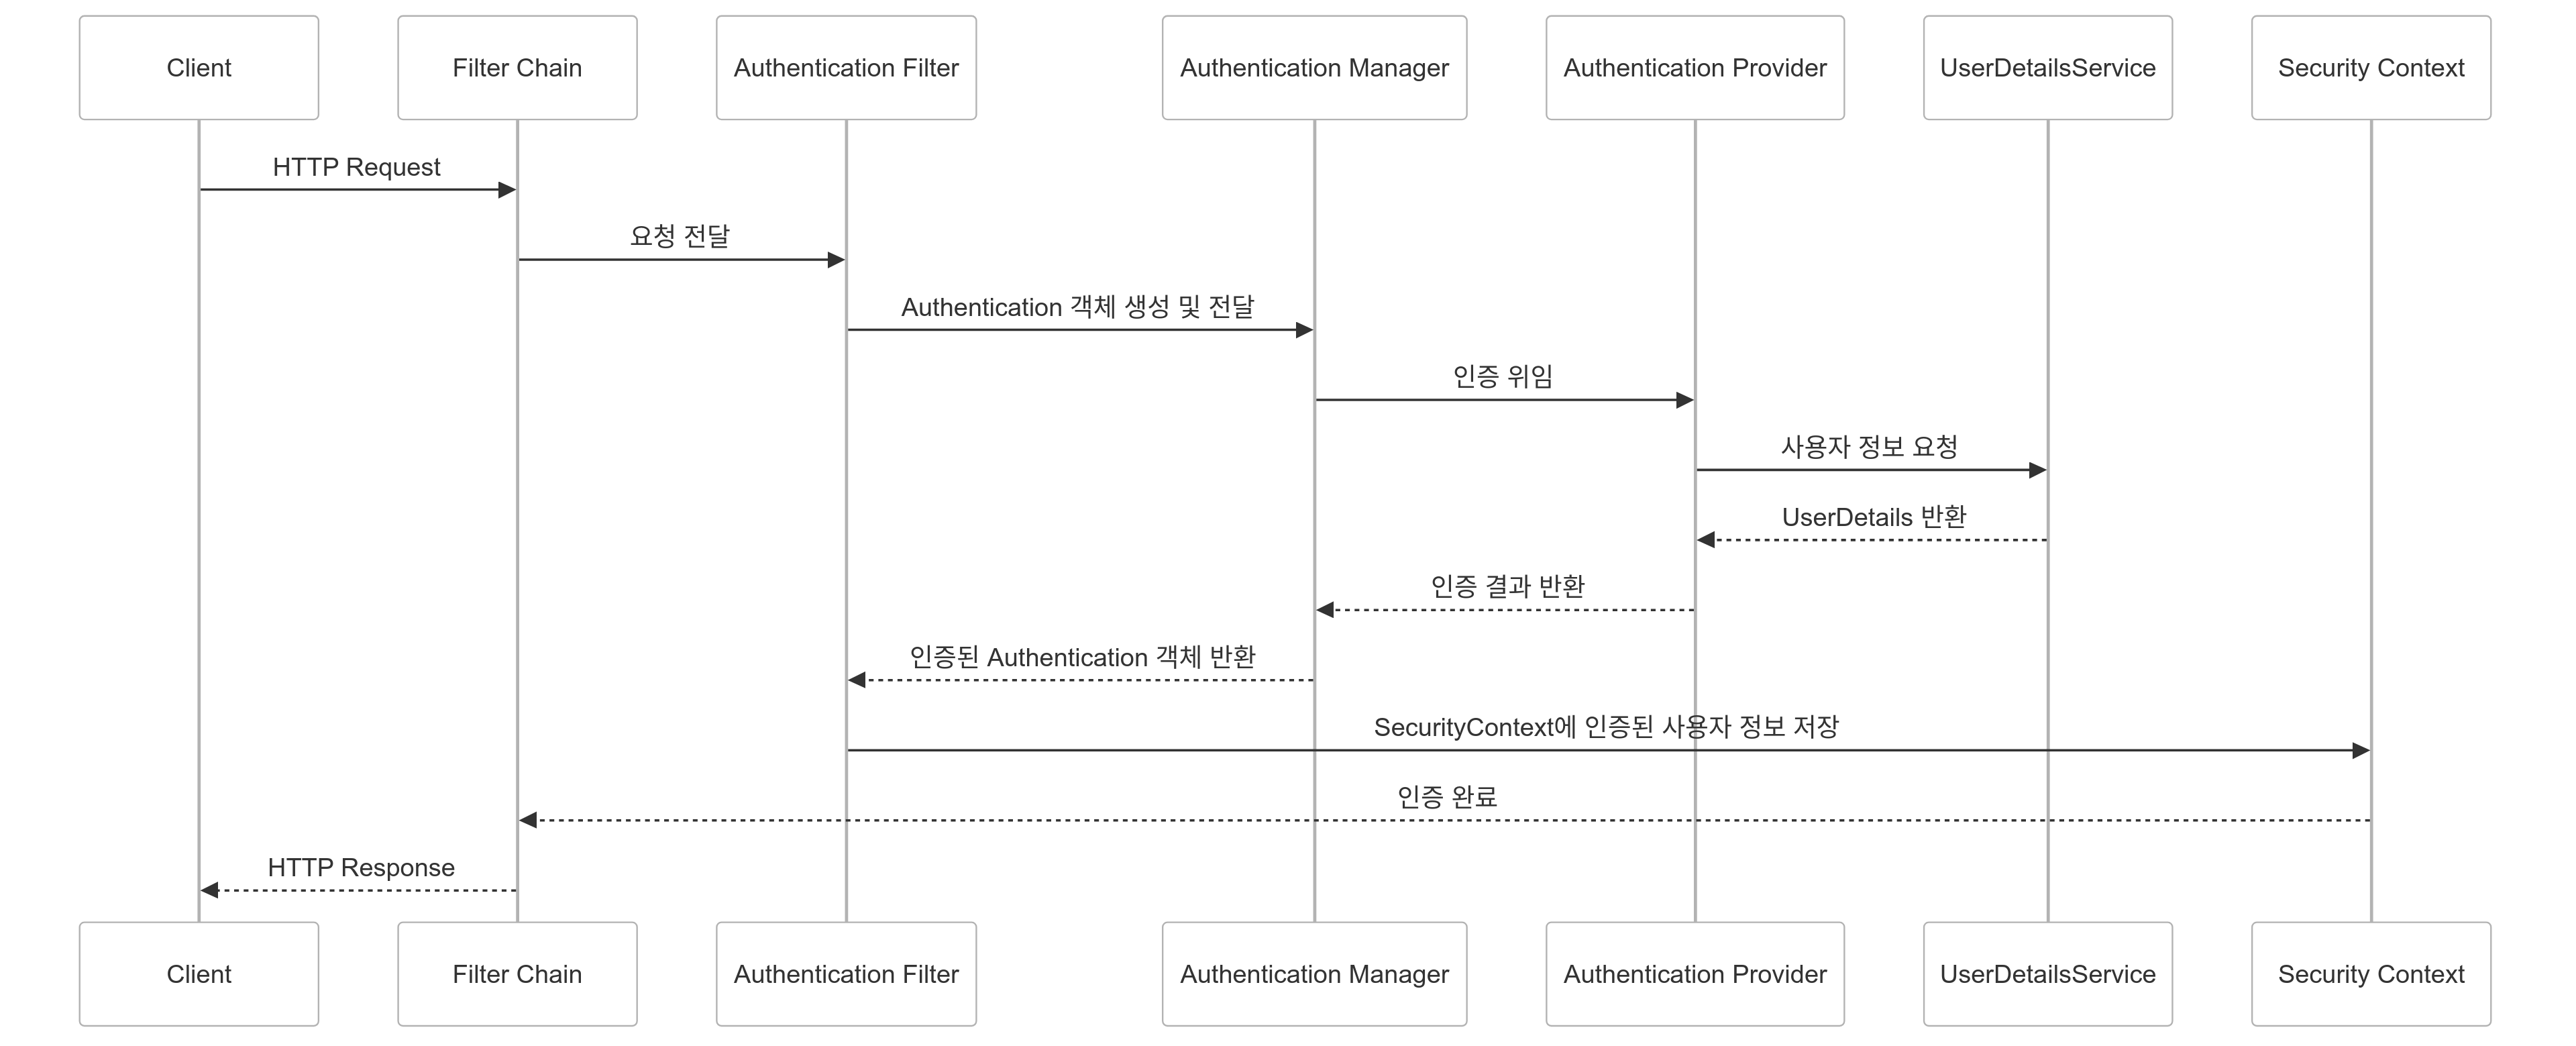 Client
Filter Chain
Authentication Filter
Authentication Manager
Authentication Provider
UserDetailsService
Security Context
HTTP Request
요청 전달
Authentication 객체 생성 및 전달
인증 위임
사용자 정보 요청
UserDetails 반환
인증 결과 반환
인증된 Authentication 객체 반환
SecurityContext에 인증된 사용자 정보 저장
인증 완료
HTTP Response
Client
Filter Chain
Authentication Filter
Authentication Manager
Authentication Provider
UserDetailsService
Security Context